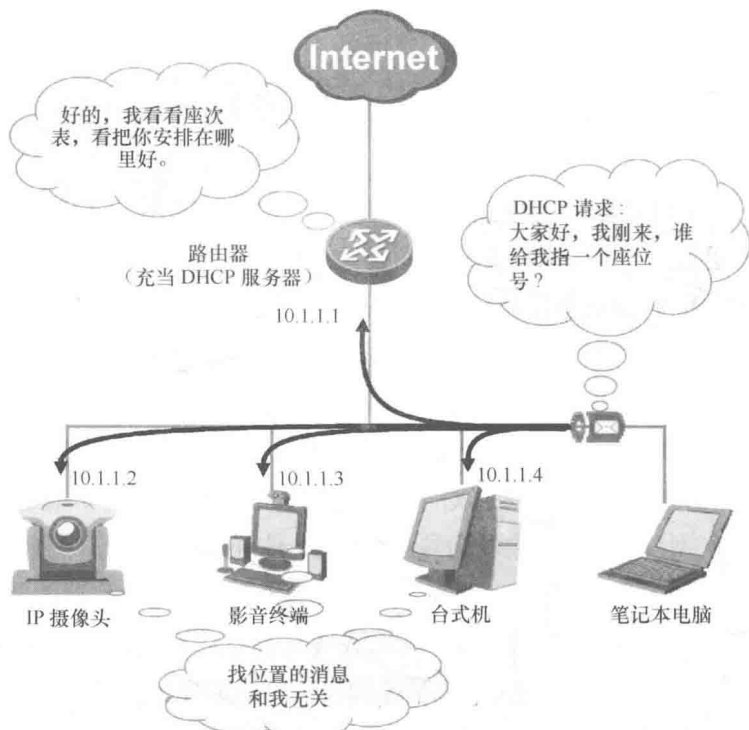 Internet
好的，我看看座次
表，看把你安排在哪
里好。
DHCP 请求：
大家好，我刚来，谁
给我指一个座位
号？
路由器
（充当 DHCP 服务器）
10.1.1.1
10.1.1.2
10.1.1.3
10.1.1.4
IP 摄像头
影音终端
台式机
笔记本电脑
找位置的消息
和我无关